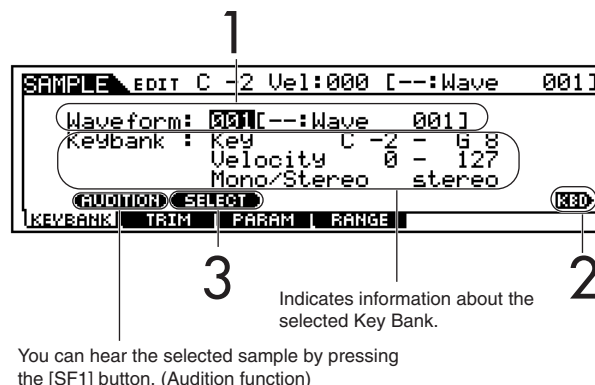 1
SAMPLE EDIT C -2 Vel:000 [--:Wave 001]
Waveform: 001[--:Wave 001]
Keybank : Key C -2 - G 8
Velocity 0 - 127
Mono/Stereo stereo
AUDITION SELECT KBD
KEYBANK TRIM PARAM RANGE
3
2
Indicates information about the
selected Key Bank.
You can hear the selected sample by pressing
the [SF1] button. (Audition function)